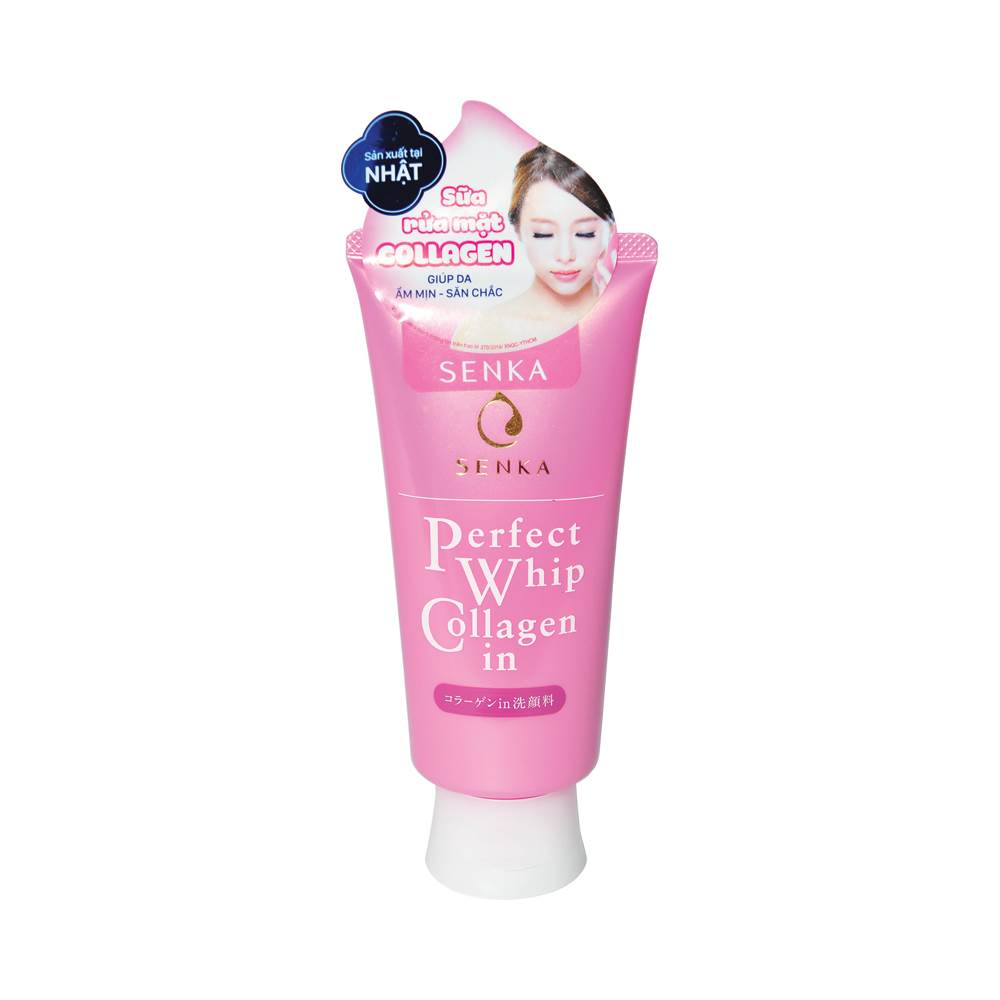 Sản xuất tại
NHẬT
Sữa
rửa mặt
COLLAGEN
GIÚP DA
ẨM MỊN - SĂN CHẮC
SENKA
SENKA
Perfect
Whip
Collagen
in
コラーゲンin洗顔料